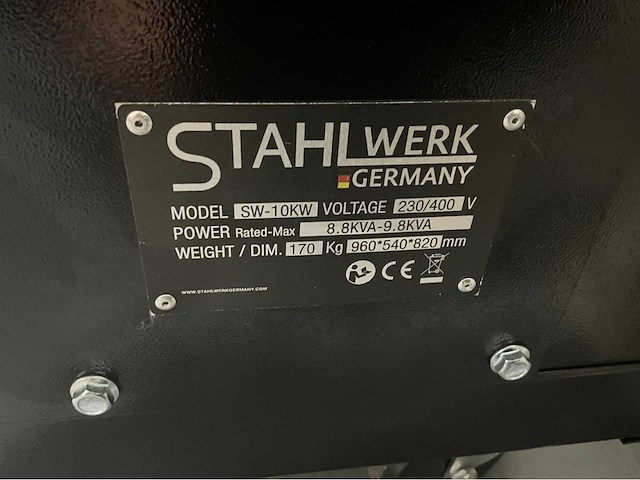 STAHLWERK
GERMANY
MODEL SW-10KW VOLTAGE 230/400 V
POWER Rated-Max 8.8KVA-9.8KVA
WEIGHT / DIM. 170 Kg 960*540*820 mm
CE
WWW.STAHLWERKGERMANY.COM